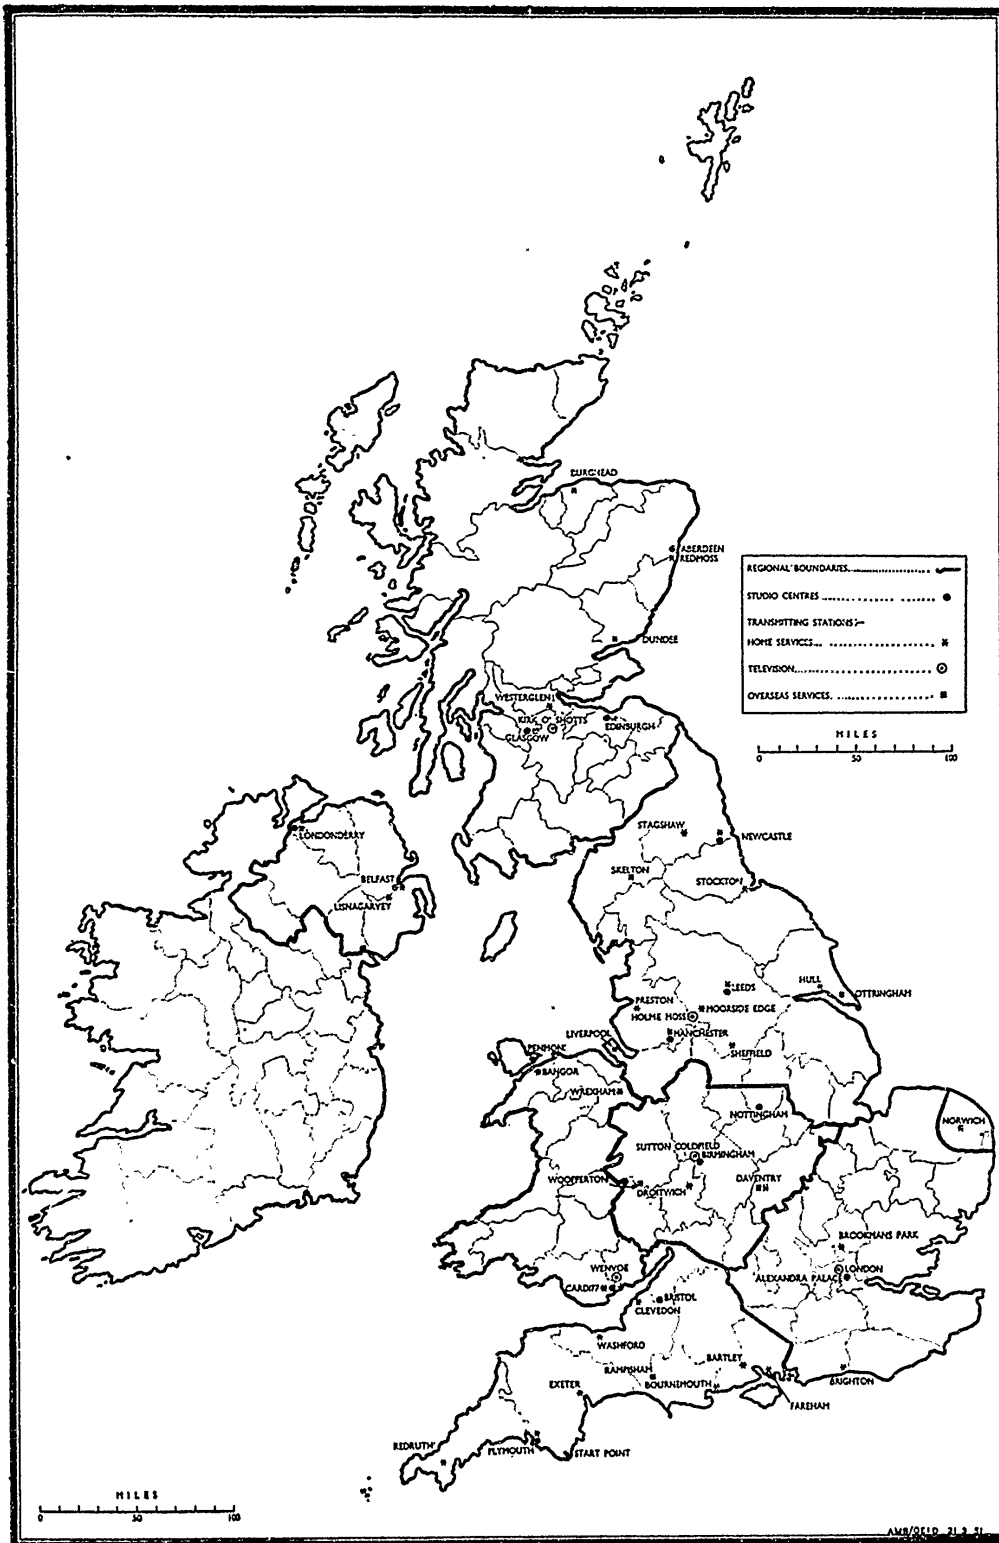 BURGHEAD
ABERDEEN
REDMOSS
REGIONAL BOUNDARIES
STUDIO CENTRES
TRANSMITTING STATIONS:-
HOME SERVICES
TELEVISION
OVERSEAS SERVICES
DUNDEE
WESTERGLEN
KIRK O' SHOTTS
EDINBURGH
GLASGOW
MILES
0 50 100
STAGSHAW
NEWCASTLE
LONDONDERRY
SKELTON
STOCKTON
BELFAST
LISNAGARVEY
LEEDS
HULL
OTTRINGHAM
PRESTON
MOORSIDE EDGE
HOLME MOSS
LIVERPOOL
MANCHESTER
SHEFFIELD
PENMON
BANGOR
WREXHAM
NOTTINGHAM
NORWICH
SUTTON COLDFIELD
BIRMINGHAM
WOOFFERTON
DROITWICH
DAVENTRY
BROOKMANS PARK
WENVOE
LONDON
ALEXANDRA PALACE
CARDIFF
BRISTOL
CLEVEDON
WASHFORD
BARTLEY
RAMPISHAM
BOURNEMOUTH
BRIGHTON
EXETER
FAREHAM
REDRUTH
PLYMOUTH
START POINT
MILES
0 50 100